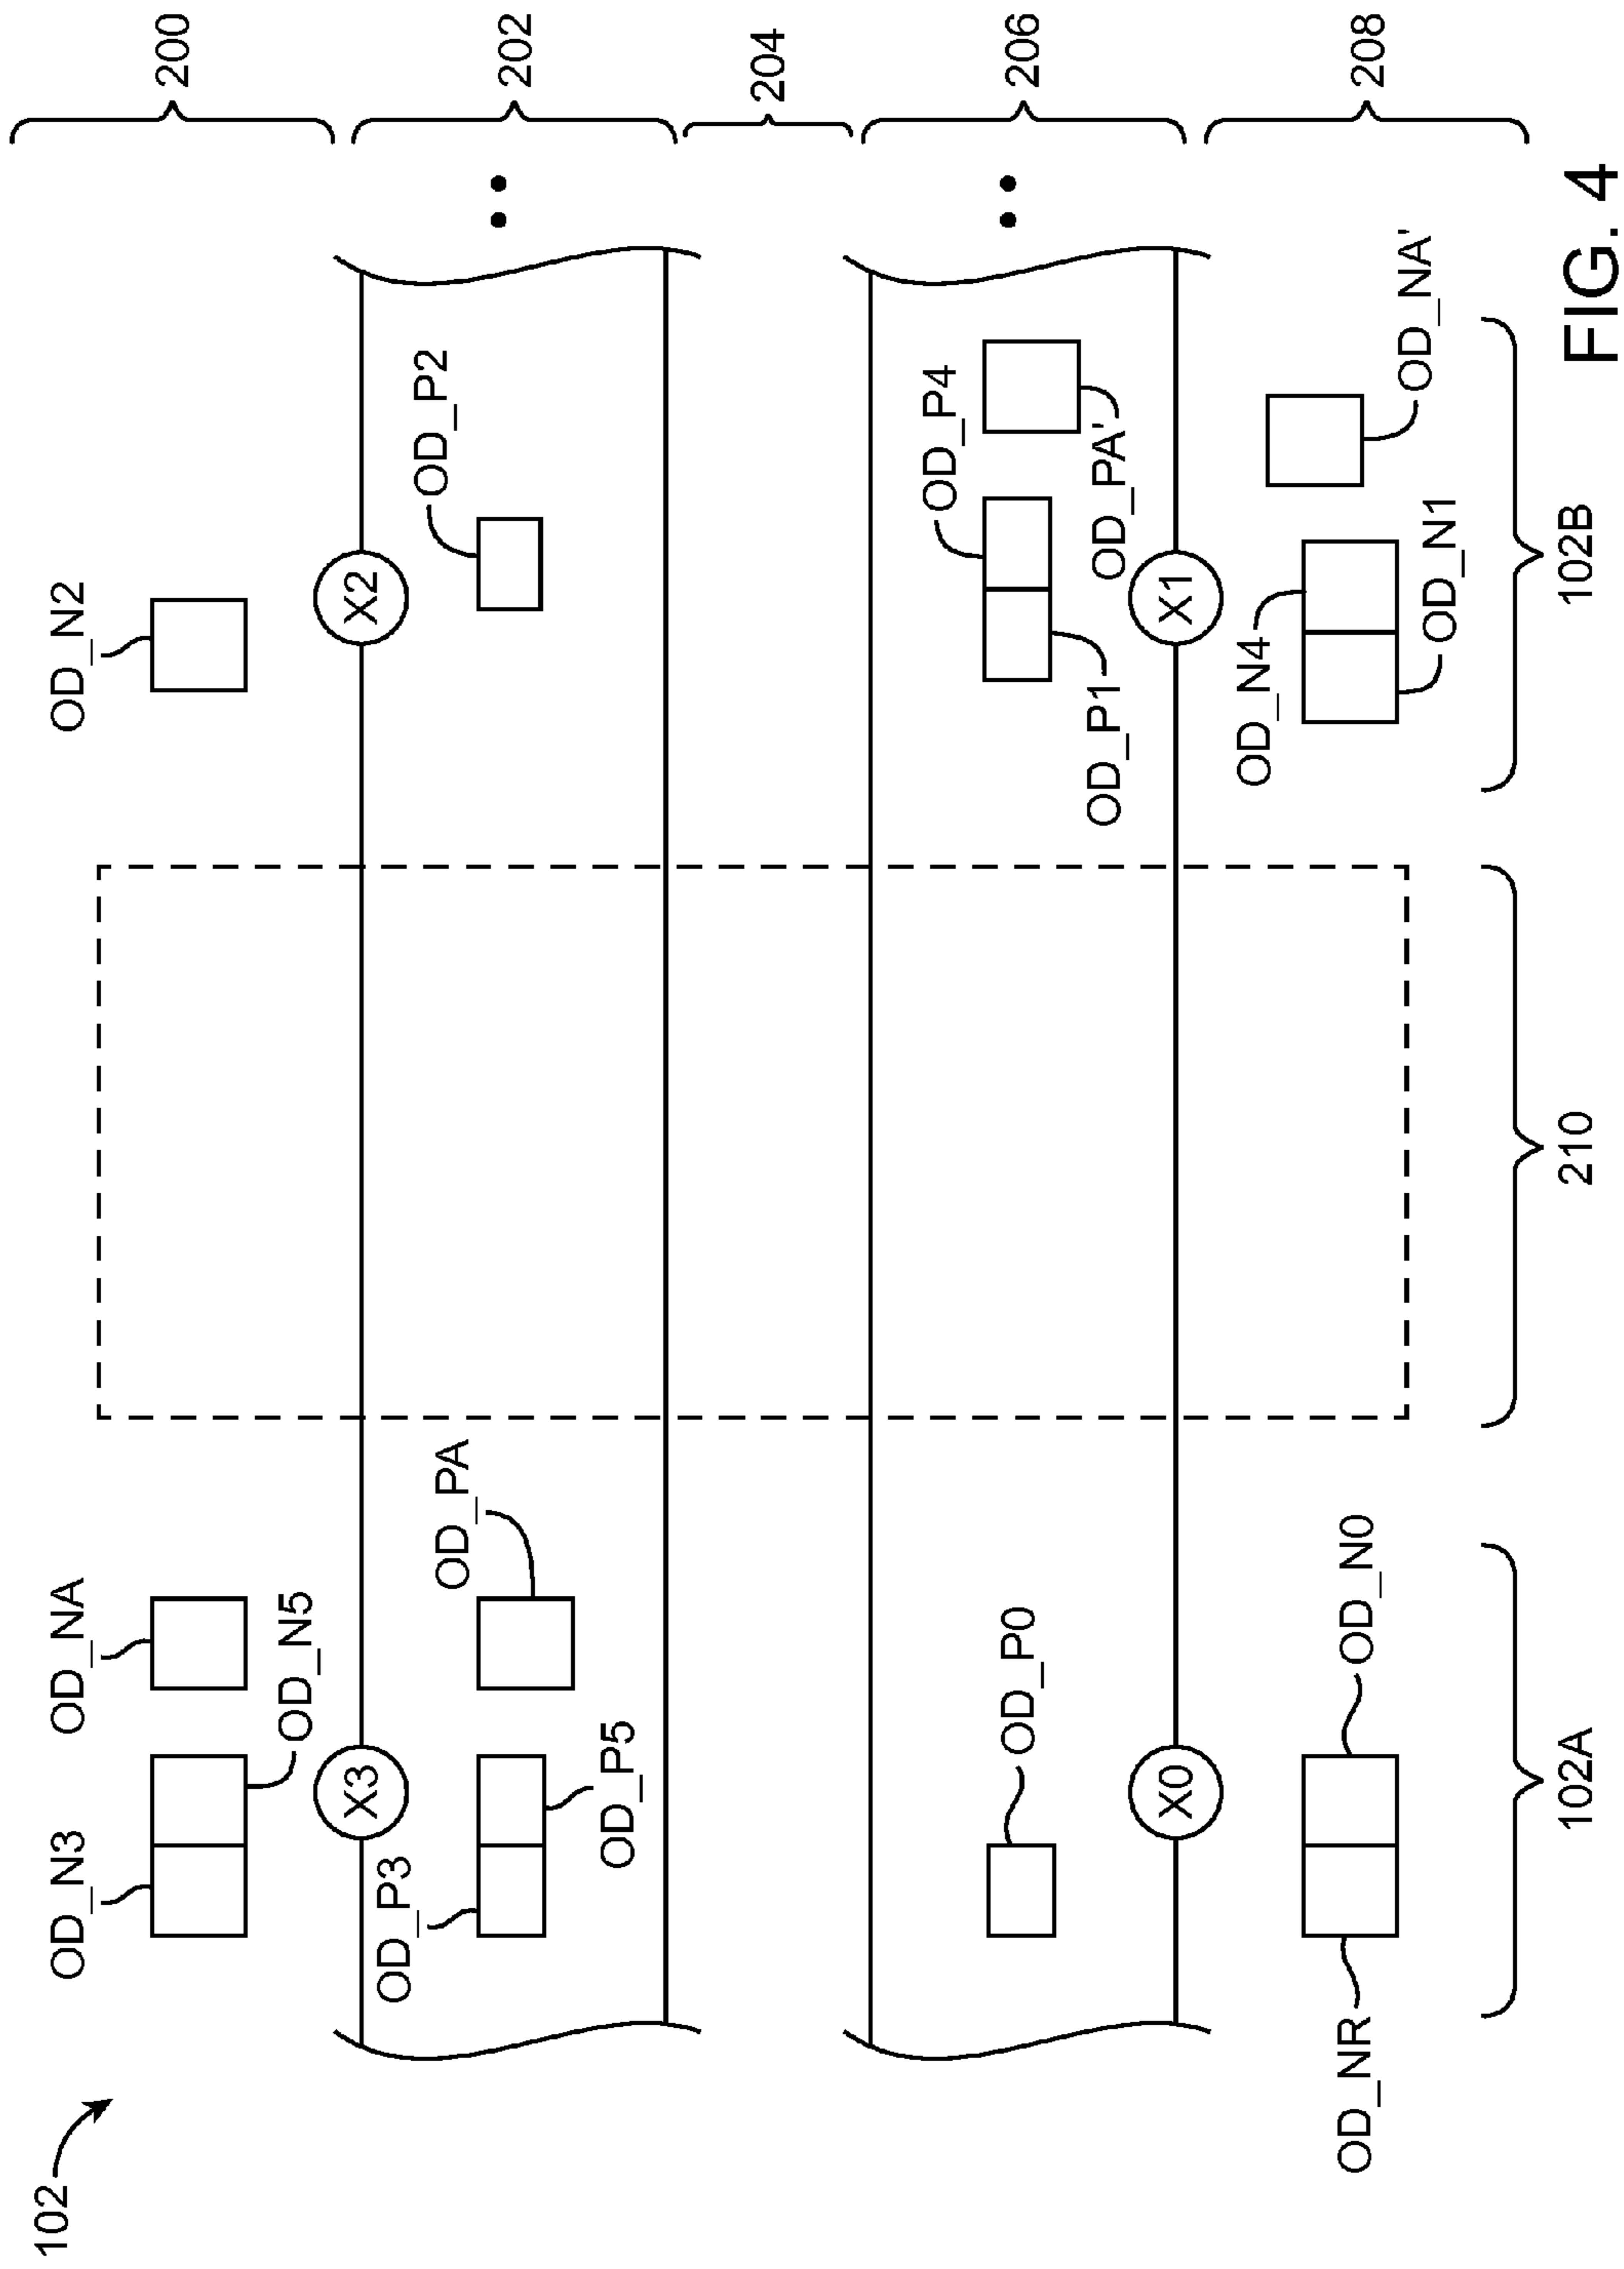 102
OD_N3
OD_NA
OD_N5
OD_N2
200
X3
X2
OD_P3
OD_P5
OD_PA
OD_P2
202
204
OD_P0
OD_P4
OD_P1
OD_PA'
206
X0
X1
OD_NR
OD_N0
OD_N4
OD_N1
OD_NA'
208
102A
210
102B
FIG. 4